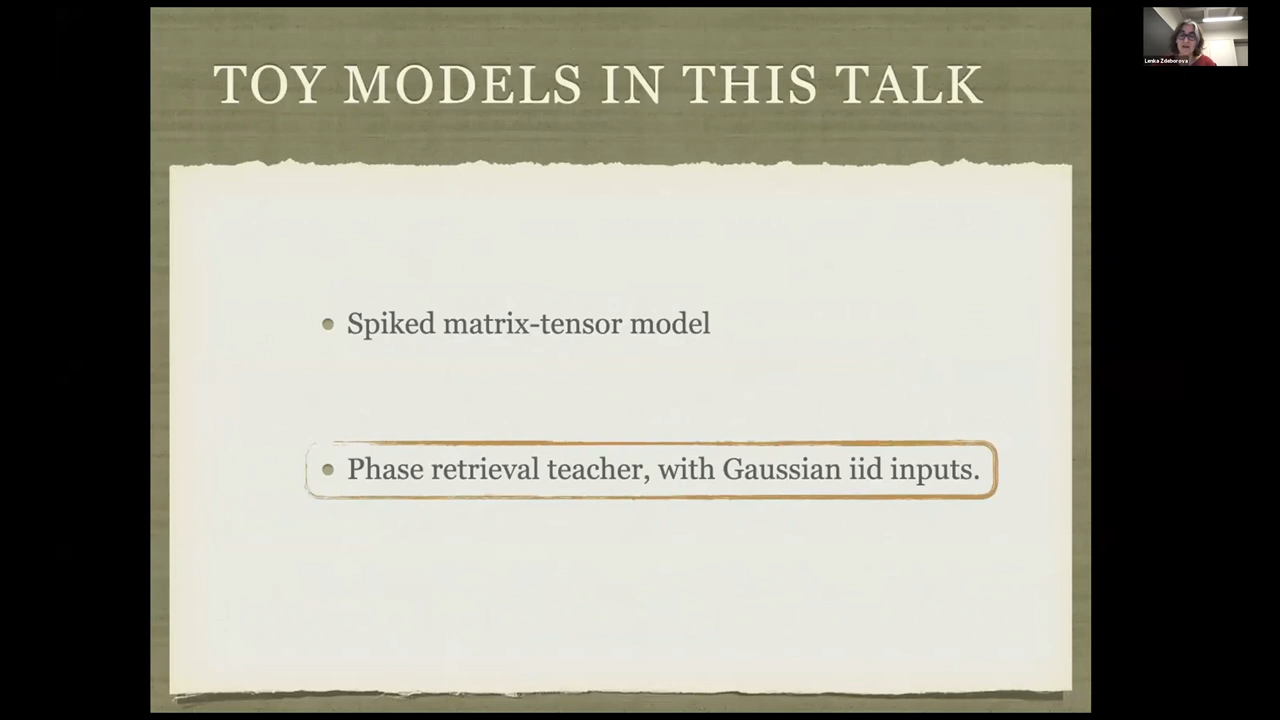 TOY MODELS IN THIS TALK
Lenka Zdeborova
• Spiked matrix-tensor model
• Phase retrieval teacher, with Gaussian iid inputs.